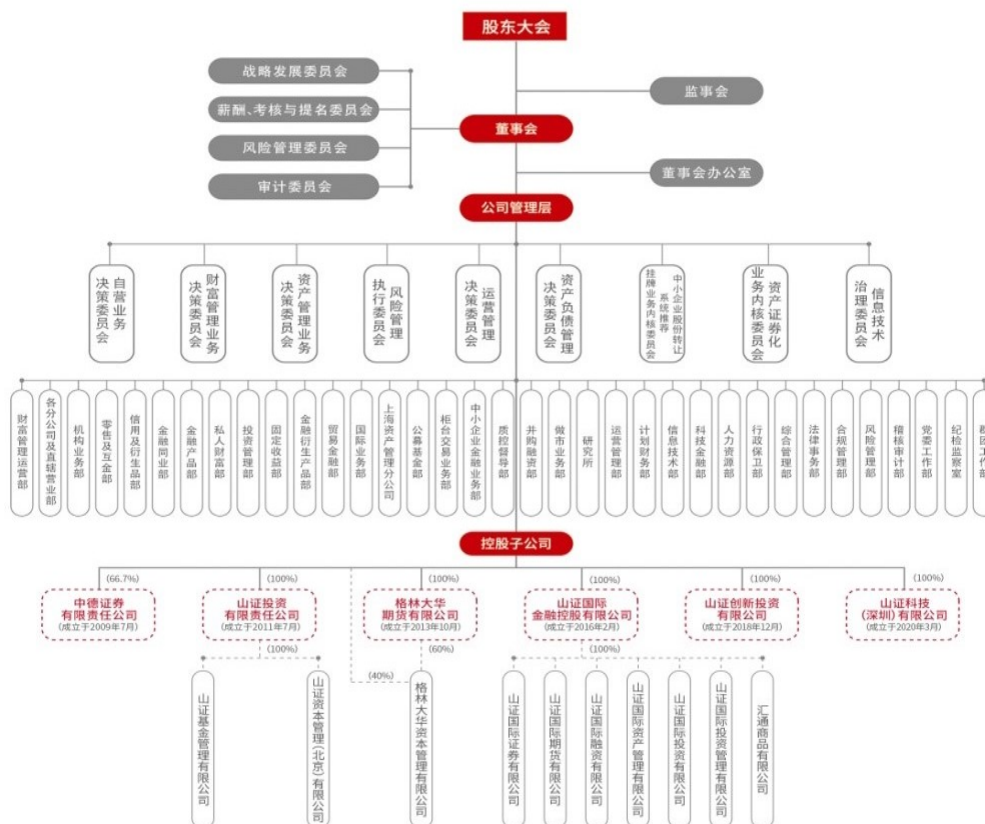 股东大会
战略发展委员会
监事会
薪酬、考核与提名委员会
董事会
风险管理委员会
董事会办公室
审计委员会
公司管理层
自营业务
决策委员会
财富管理业务
决策委员会
资产管理业务
决策委员会
风险管理
执行委员会
运营管理
决策委员会
资产负债管理
决策委员会
中小企业股份转让
系统推荐
挂牌业务内核委员会
资产证券化
业务内核委员会
信息技术
治理委员会
财富管理运营部
各分公司及直辖营业部
机构业务部
零售及互金部
信用及衍生品部
金融同业部
金融产品部
私人财富部
投资管理部
固定收益部
金融衍生产品部
贸易金融部
国际业务部
上海资产管理分公司
公募基金部
柜台交易业务部
中小企业金融业务部
质控督导部
并购融资部
做市业务部
研究所
运营管理部
计划财务部
信息技术部
科技金融部
人力资源部
行政保卫部
综合管理部
法律事务部
合规管理部
风险管理部
稽核审计部
党委工作部
纪检监察室
群团工作部
控股子公司
(66.7%)
(100%)
(100%)
(100%)
(100%)
(100%)
中德证券
有限责任公司
(成立于2009年7月)
山证投资
有限责任公司
(成立于2011年7月)
格林大华
期货有限公司
(成立于2013年10月)
山证国际
金融控股有限公司
(成立于2016年2月)
山证创新投资
有限公司
(成立于2018年12月)
山证科技
(深圳)有限公司
(成立于2020年3月)
(100%)
(60%)
(100%)
(40%)
山证基金管理有限公司
山证资本管理(北京)有限公司
格林大华资本管理有限公司
山证国际证券有限公司
山证国际期货有限公司
山证国际融资有限公司
山证国际资产管理有限公司
山证国际投资有限公司
山证国际投资管理有限公司
汇通商品有限公司